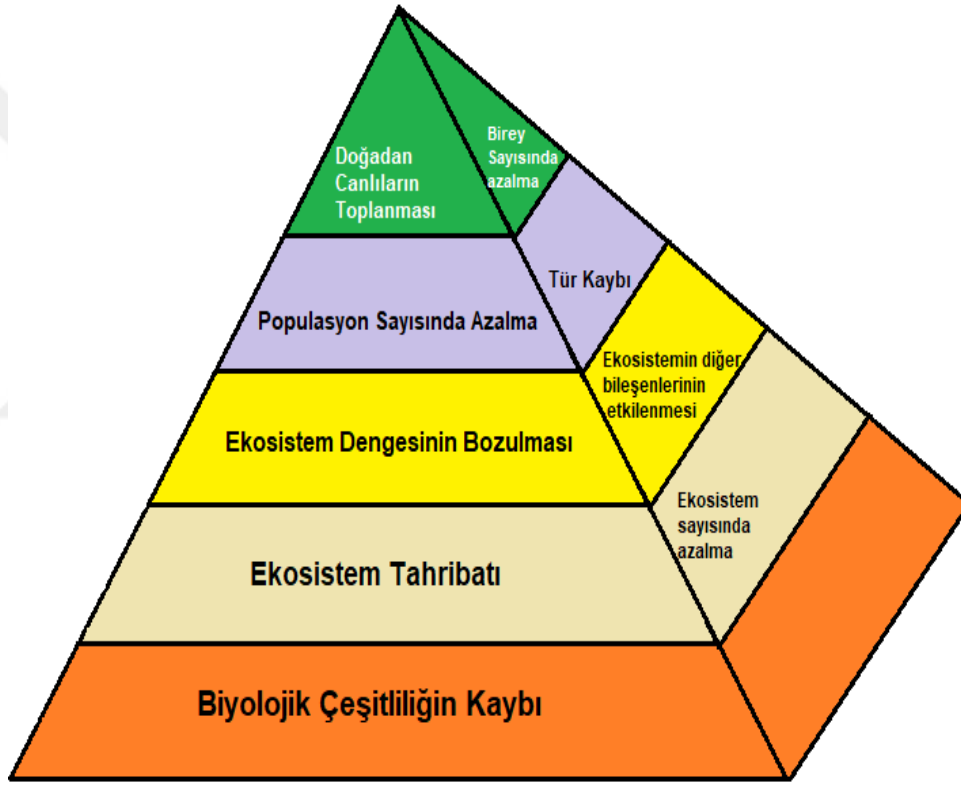 Doğadan
Canlıların
Toplanması
Birey
Sayısında
azalma
Populasyon Sayısında Azalma
Tür Kaybı
Ekosistem Dengesinin Bozulması
Ekosistemin diğer
bileşenlerinin
etkilenmesi
Ekosistem Tahribatı
Ekosistem
sayısında
azalma
Biyolojik Çeşitliliğin Kaybı